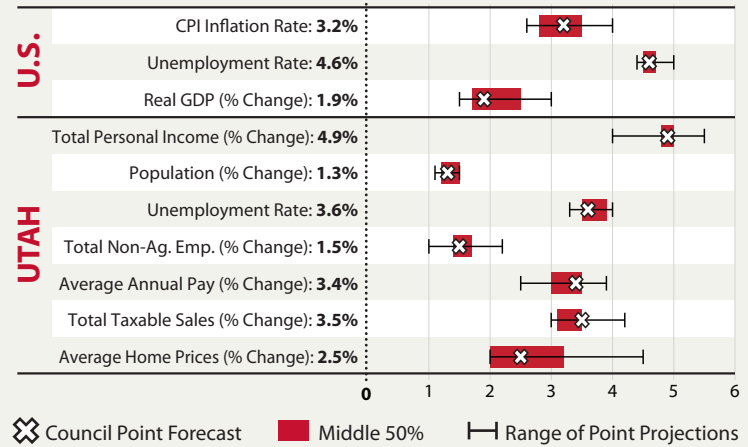 U.S.
CPI Inflation Rate: 3.2%
Unemployment Rate: 4.6%
Real GDP (% Change): 1.9%
UTAH
Total Personal Income (% Change): 4.9%
Population (% Change): 1.3%
Unemployment Rate: 3.6%
Total Non-Ag. Emp. (% Change): 1.5%
Average Annual Pay (% Change): 3.4%
Total Taxable Sales (% Change): 3.5%
Average Home Prices (% Change): 2.5%
0 1 2 3 4 5 6
Council Point Forecast Middle 50% Range of Point Projections